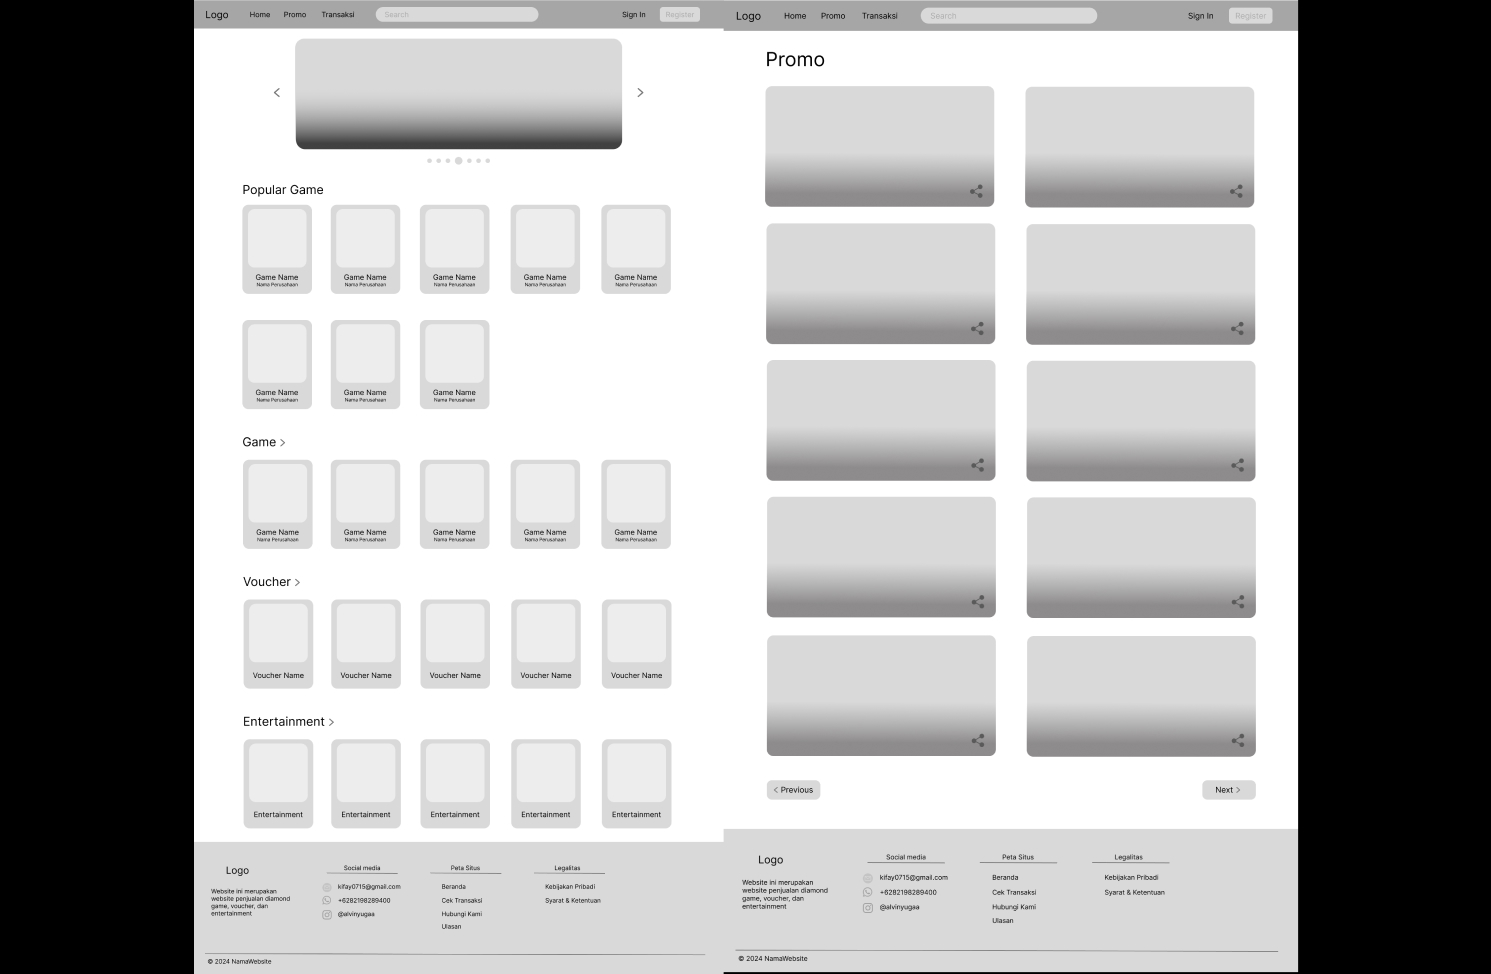 Logo Home Promo Transaksi Search Sign In Register
Popular Game
Game Name Game Name Game Name Game Name Game Name
Nama Perusahaan Nama Perusahaan Nama Perusahaan Nama Perusahaan Nama Perusahaan
Game Name Game Name Game Name
Nama Perusahaan Nama Perusahaan Nama Perusahaan
Game >
Game Name Game Name Game Name Game Name Game Name
Nama Perusahaan Nama Perusahaan Nama Perusahaan Nama Perusahaan Nama Perusahaan
Voucher >
Voucher Name Voucher Name Voucher Name Voucher Name Voucher Name
Entertainment >
Entertainment Entertainment Entertainment Entertainment Entertainment
Logo
Website ini merupakan
website penjualan diamond
game, voucher, dan
entertainment
Social media
kifay0715@gmail.com
+6282198289400
@alvinyugaa
Peta Situs
Beranda
Cek Transaksi
Hubungi Kami
Ulasan
Legalitas
Kebijakan Pribadi
Syarat & Ketentuan
© 2024 NamaWebsite
Logo Home Promo Transaksi Search Sign In Register
Promo
< Previous
Next >
Logo
Website ini merupakan
website penjualan diamond
game, voucher, dan
entertainment
Social media
kifay0715@gmail.com
+6282198289400
@alvinyugaa
Peta Situs
Beranda
Cek Transaksi
Hubungi Kami
Ulasan
Legalitas
Kebijakan Pribadi
Syarat & Ketentuan
© 2024 NamaWebsite